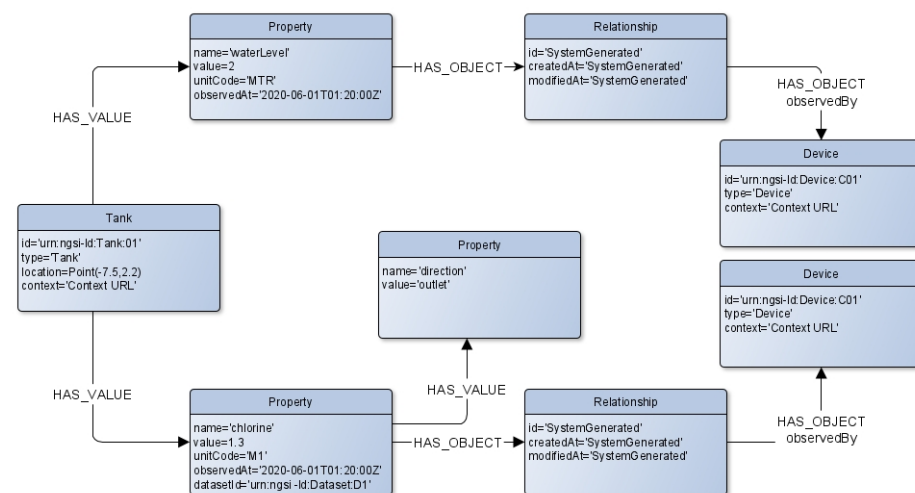 Property
name='waterLevel'
value=2
unitCode='MTR'
observedAt='2020-06-01T01:20:00Z'
HAS_OBJECT
Relationship
id='SystemGenerated'
createdAt='SystemGenerated'
modifiedAt='SystemGenerated'
HAS_OBJECT
observedBy
HAS_VALUE
Device
id='urn:ngsi-ld:Device:C01'
type='Device'
context='Context URL'
Tank
id='urn:ngsi-ld:Tank:01'
type='Tank'
location=Point(-7.5,2.2)
context='Context URL'
Property
name='direction'
value='outlet'
Device
id='urn:ngsi-ld:Device:C01'
type='Device'
context='Context URL'
HAS_VALUE
HAS_VALUE
Property
name='chlorine'
value=1.3
unitCode='M1'
observedAt='2020-06-01T01:20:00Z'
datasetId='urn:ngsi -ld:Dataset:D1'
HAS_OBJECT
Relationship
id='SystemGenerated'
createdAt='SystemGenerated'
modifiedAt='SystemGenerated'
HAS_OBJECT
observedBy